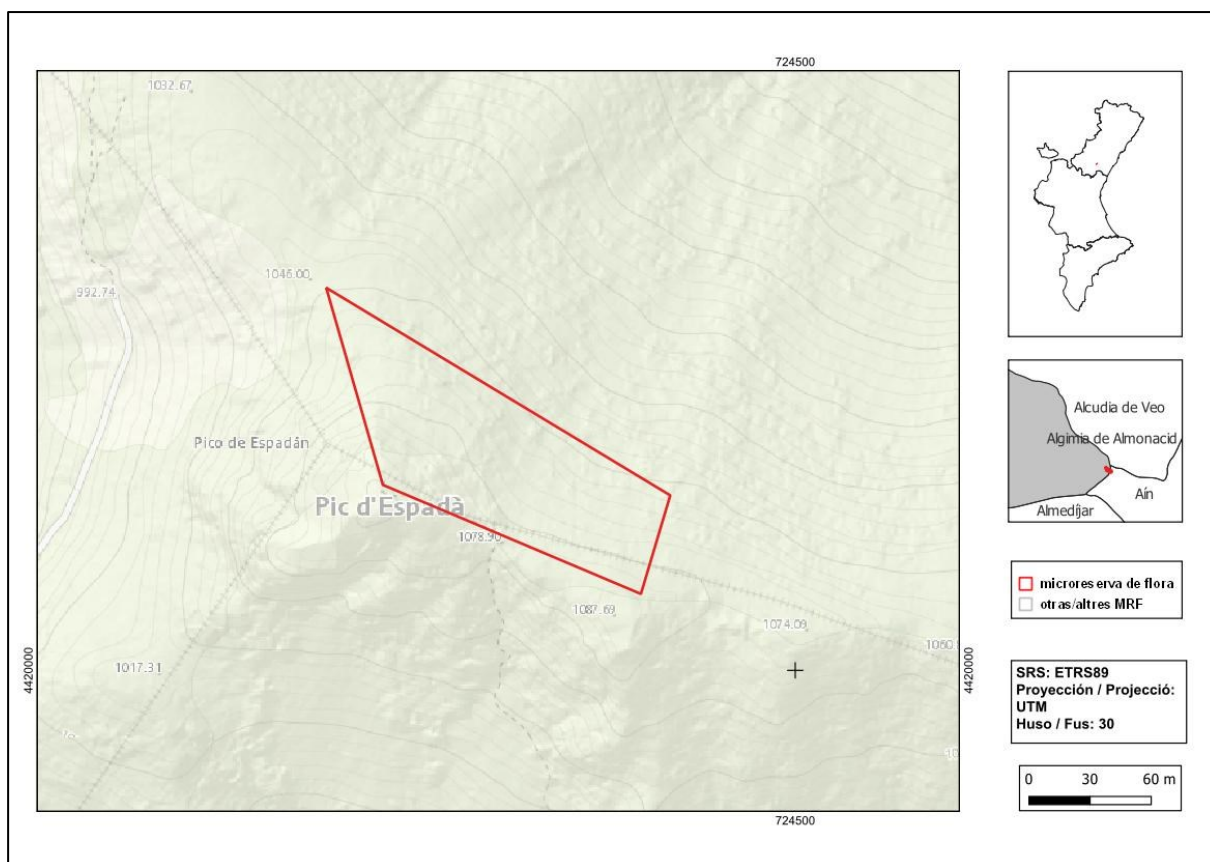 724500
1032.67
1046.00
992.74
Pico de Espadán
Pic d'Espadà
1078.90
1087.69
1074.09
1017.31
4420000
4420000
724500
Alcudia de Veo
Algimia de Almonacid
Aín
Almedíjar
microreserva de flora
otras/altres MRF
SRS: ETRS89
Proyección / Projecció:
UTM
Huso / Fus: 30
0 30 60 m